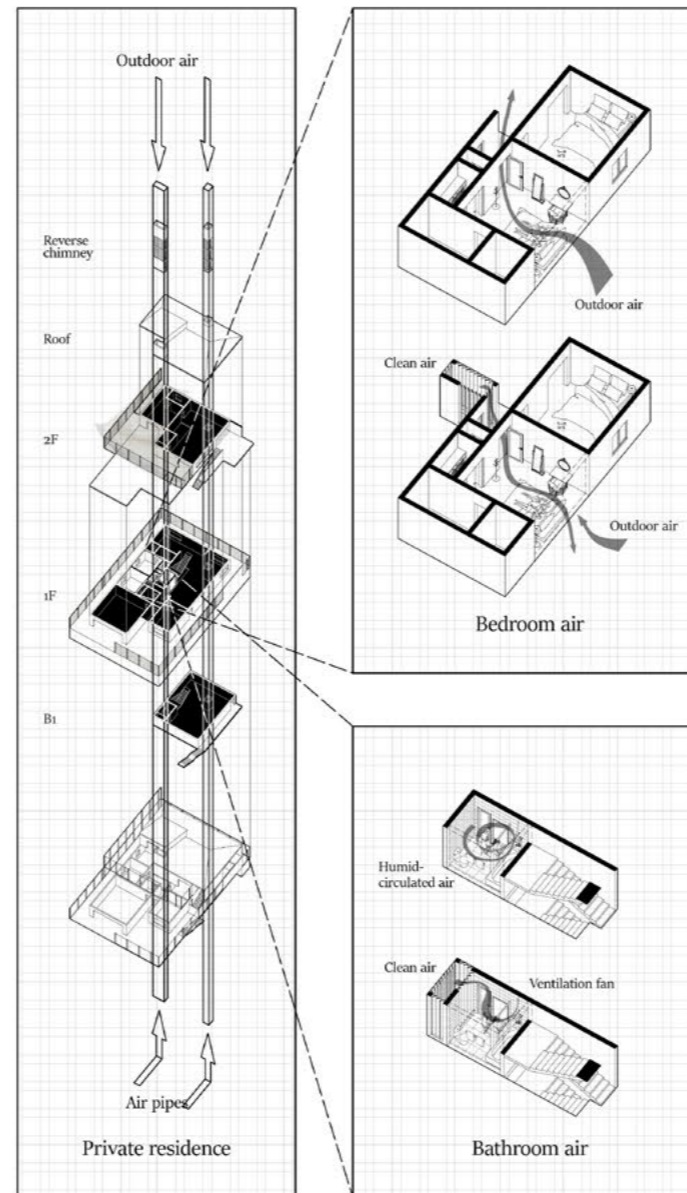 Outdoor air
Reverse
chimney
Roof
2F
1F
B1
Air pipes
Private residence
Outdoor air
Clean air
Outdoor air
Bedroom air
Humid-
circulated air
Clean air
Ventilation fan
Bathroom air